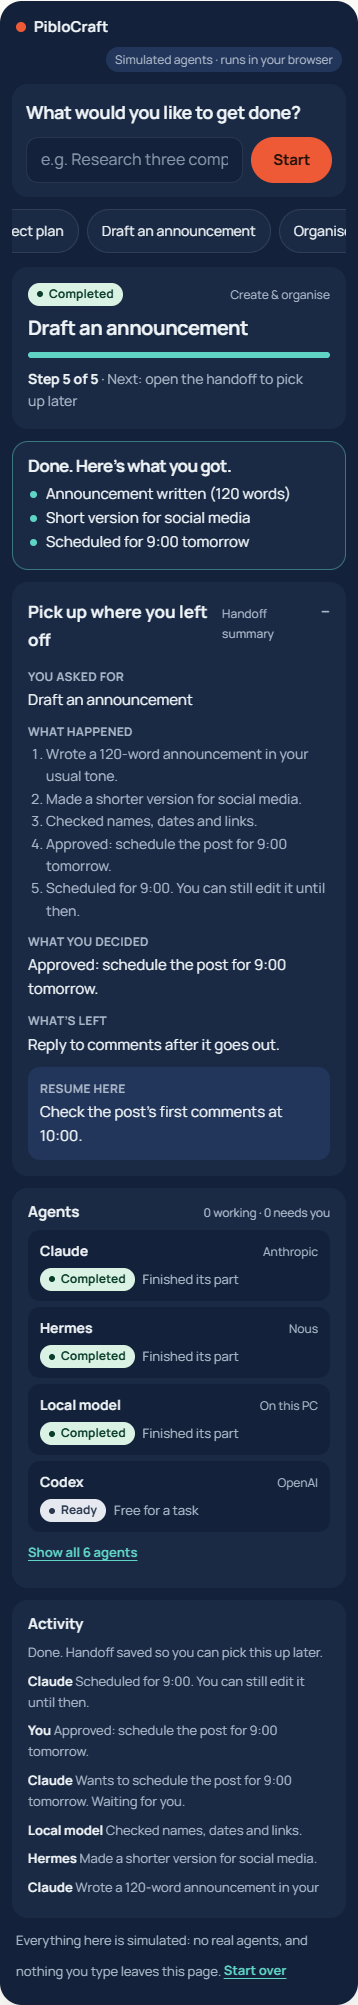 PibloCraft
Simulated agents · runs in your browser
What would you like to get done?
e.g. Research three comp
Start
ect plan
Draft an announcement
Organise
Completed
Create & organise
Draft an announcement
Step 5 of 5 · Next: open the handoff to pick
up later
Done. Here's what you got.
Announcement written (120 words)
Short version for social media
Scheduled for 9:00 tomorrow
Pick up where you left
off
Handoff
summary
–
YOU ASKED FOR
Draft an announcement
WHAT HAPPENED
1. Wrote a 120-word announcement in your
usual tone.
2. Made a shorter version for social media.
3. Checked names, dates and links.
4. Approved: schedule the post for 9:00
tomorrow.
5. Scheduled for 9:00. You can still edit it until
then.
WHAT YOU DECIDED
Approved: schedule the post for 9:00
tomorrow.
WHAT'S LEFT
Reply to comments after it goes out.
RESUME HERE
Check the post's first comments at
10:00.
Agents
0 working · 0 needs you
Claude
Anthropic
Completed
Finished its part
Hermes
Nous
Completed
Finished its part
Local model
On this PC
Completed
Finished its part
Codex
OpenAI
Ready
Free for a task
Show all 6 agents
Activity
Done. Handoff saved so you can pick this up later.
Claude Scheduled for 9:00. You can still edit it
until then.
You Approved: schedule the post for 9:00
tomorrow.
Claude Wants to schedule the post for 9:00
tomorrow. Waiting for you.
Local model Checked names, dates and links.
Hermes Made a shorter version for social media.
Claude Wrote a 120-word announcement in your
Everything here is simulated: no real agents, and
nothing you type leaves this page. Start over